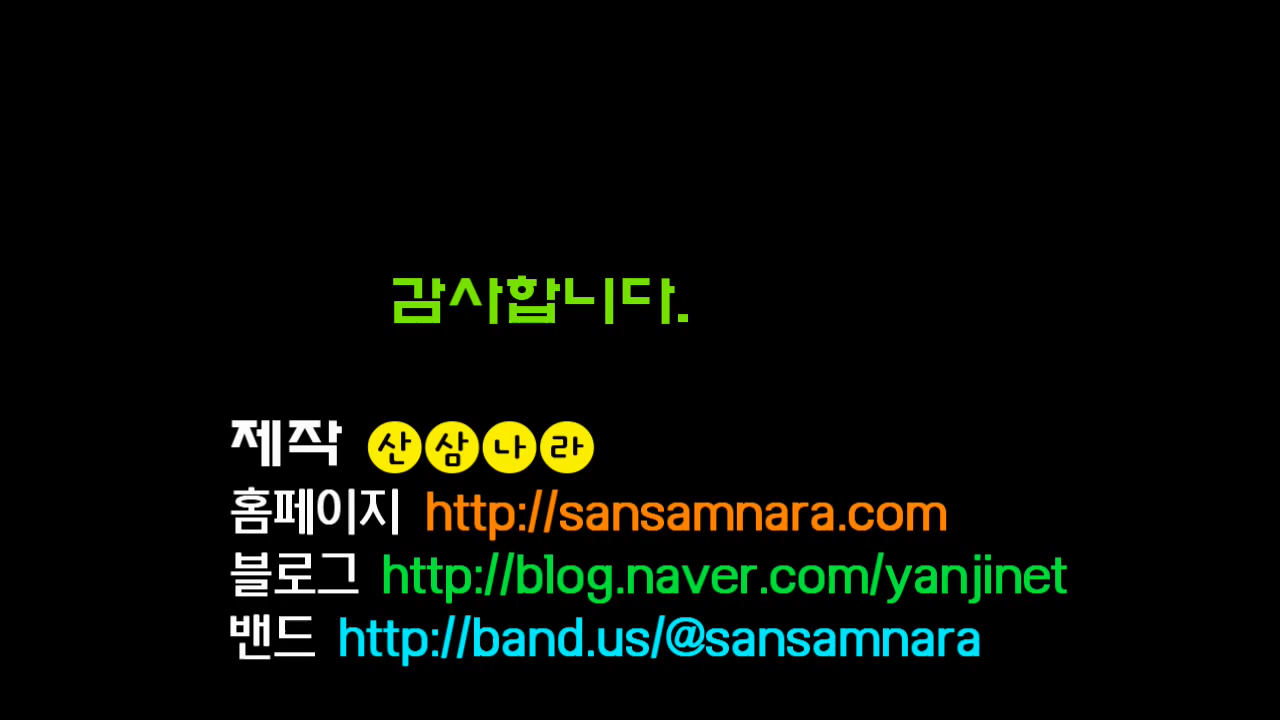 감사합니다.
제작 산삼나라
홈페이지 http://sansamnara.com
블로그 http://blog.naver.com/yanjinet
밴드 http://band.us/@sansamnara